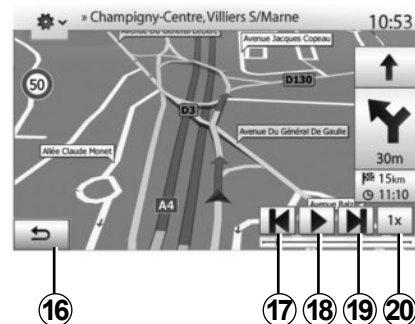 » Champigny-Centre, Villiers S/Marne
10:53
Avenue Jacques Copeau
50
D130
D3
Avenue Du Général De Gaulle
Allée Claude Monet
30m
15km
11:10
A4
1x
16
17
18
19
20